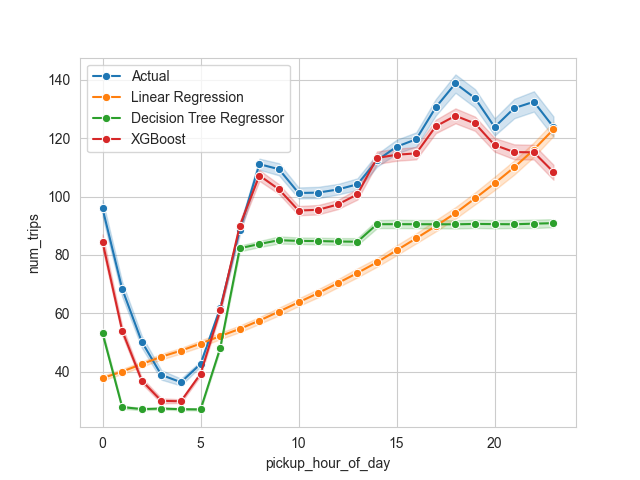 Actual
Linear Regression
Decision Tree Regressor
XGBoost
140
120
100
80
60
40
num_trips
0
5
10
15
20
pickup_hour_of_day